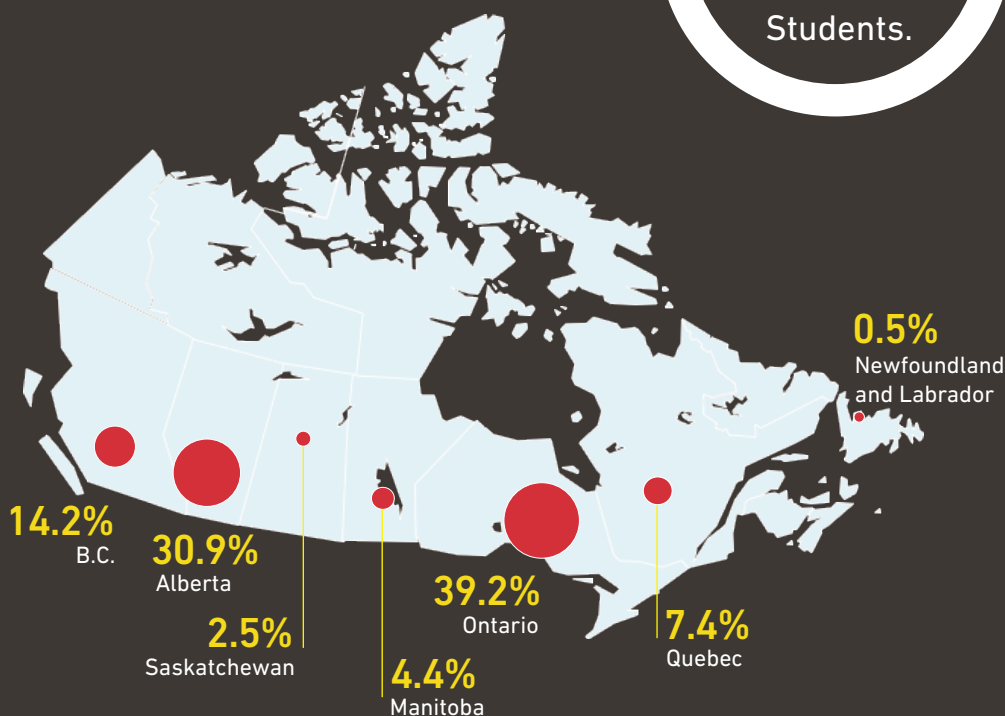 Students.
0.5%
Newfoundland
and Labrador
14.2%
B.C.
30.9%
Alberta
2.5%
Saskatchewan
4.4%
Manitoba
39.2%
Ontario
7.4%
Quebec